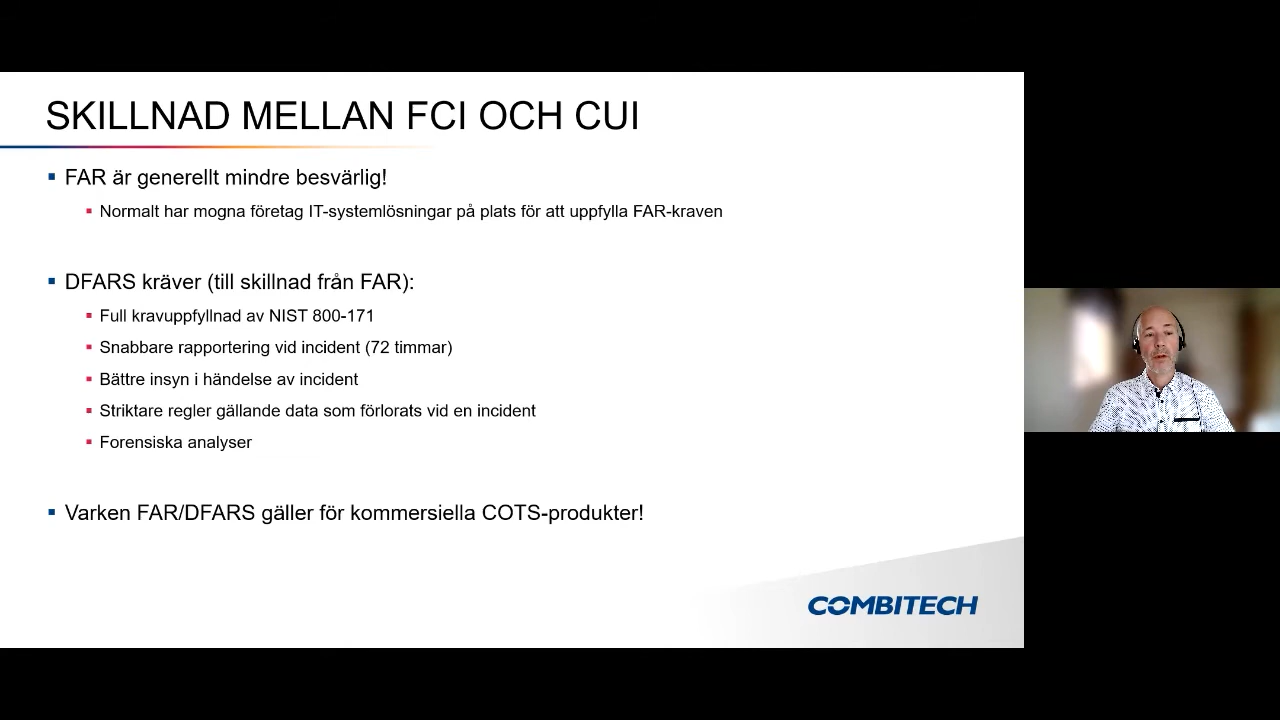 SKILLNAD MELLAN FCI OCH CUI
FAR är generellt mindre besvärlig!
Normalt har mogna företag IT-systemlösningar på plats för att uppfylla FAR-kraven
DFARS kräver (till skillnad från FAR):
Full kravuppfyllnad av NIST 800-171
Snabbare rapportering vid incident (72 timmar)
Bättre insyn i händelse av incident
Striktare regler gällande data som förlorats vid en incident
Forensiska analyser
Varken FAR/DFARS gäller för kommersiella COTS-produkter!
COMBITECH